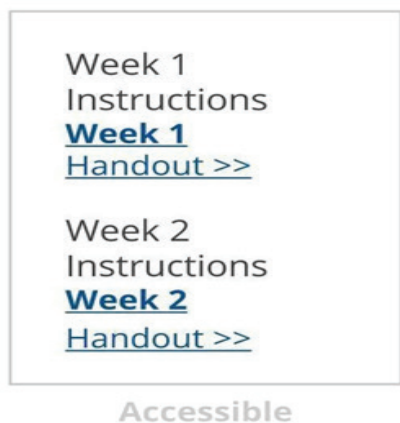 Week 1
Instructions
Week 1
Handout >>
Week 2
Instructions
Week 2
Handout >>
Accessible